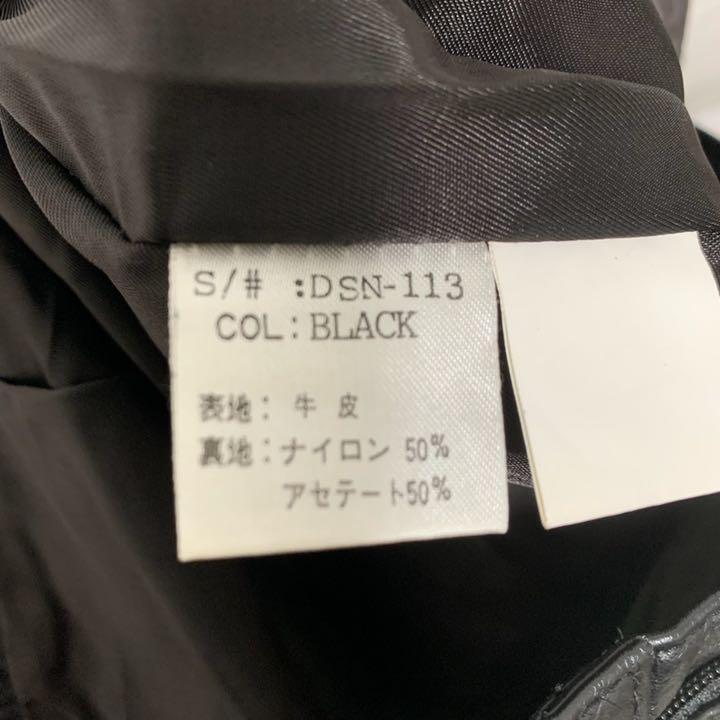 S/# :DSN-113
COL:BLACK
表地: 牛皮
裏地:ナイロン 50%
アセテート50%